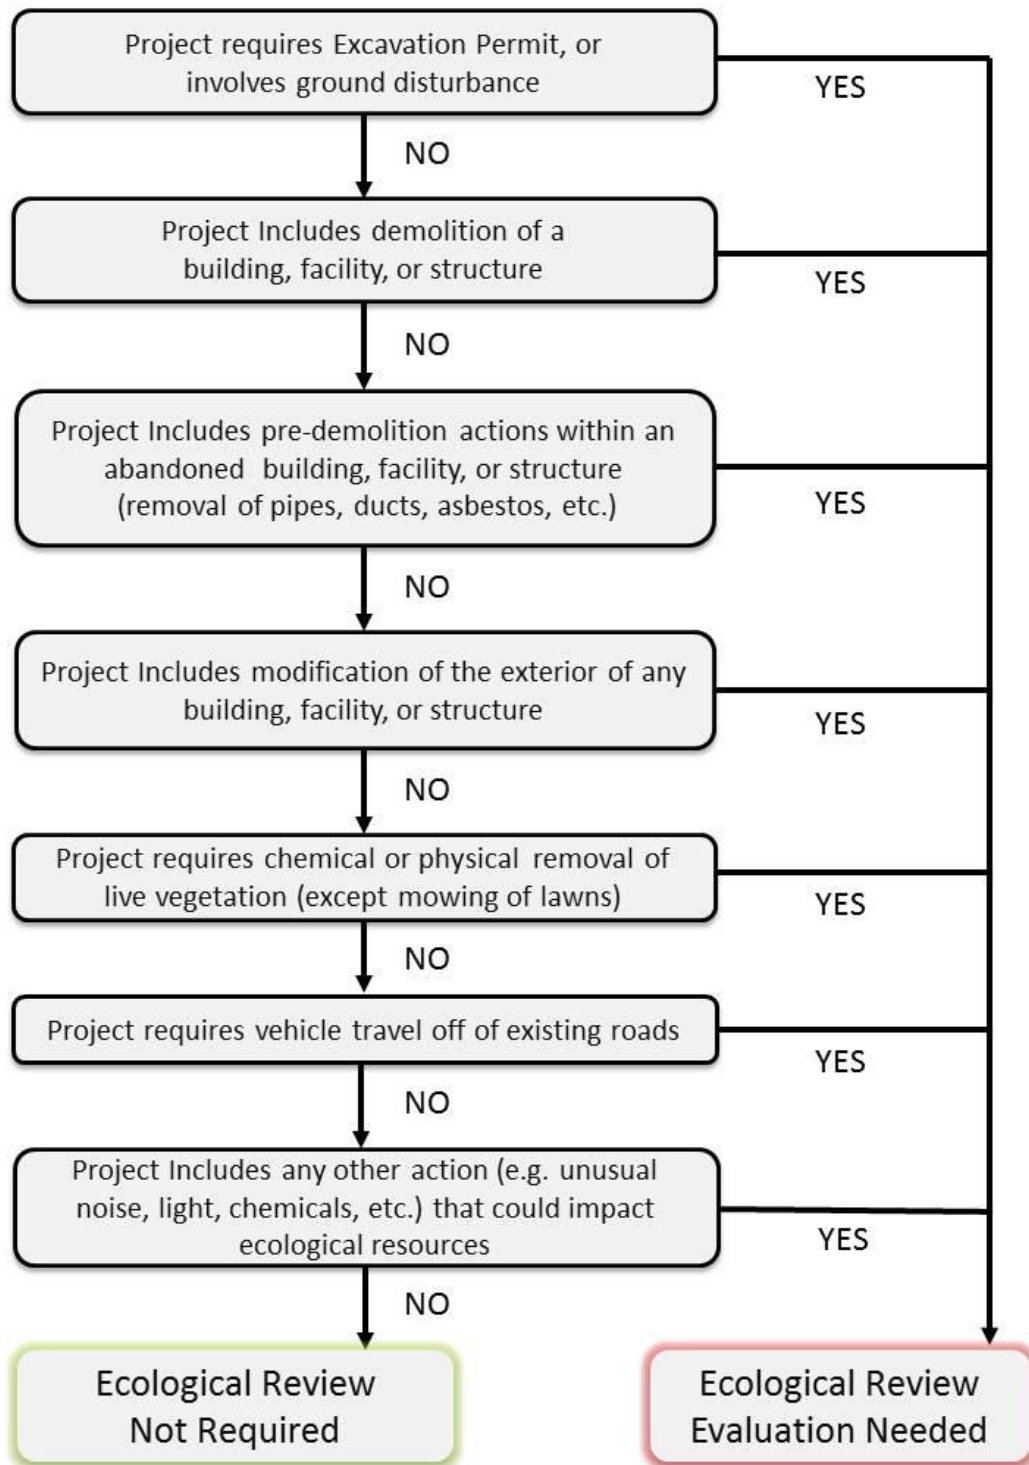 Project requires Excavation Permit, or
involves ground disturbance
YES
NO
Project Includes demolition of a
building, facility, or structure
YES
NO
Project Includes pre-demolition actions within an
abandoned building, facility, or structure
(removal of pipes, ducts, asbestos, etc.)
YES
NO
Project Includes modification of the exterior of any
building, facility, or structure
YES
NO
Project requires chemical or physical removal of
live vegetation (except mowing of lawns)
YES
NO
Project requires vehicle travel off of existing roads
YES
NO
Project Includes any other action (e.g. unusual
noise, light, chemicals, etc.) that could impact
ecological resources
YES
NO
Ecological Review
Not Required
Ecological Review
Evaluation Needed